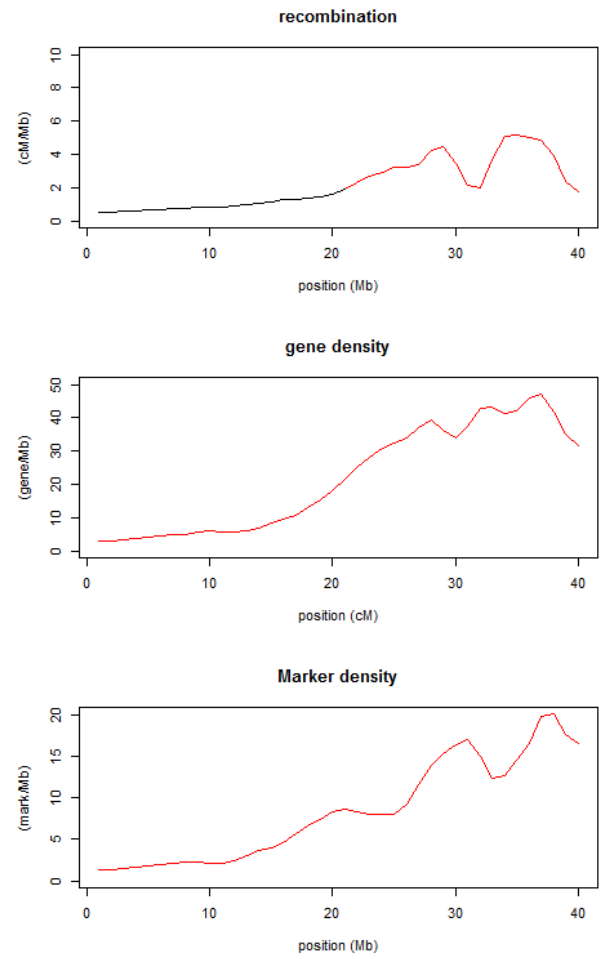 recombination
10
8
6
4
2
0
(cM/Mb)
0 10 20 30 40
position (Mb)
gene density
50
40
30
20
10
0
(gene/Mb)
0 10 20 30 40
position (cM)
Marker density
20
15
10
5
0
(mark/Mb)
0 10 20 30 40
position (Mb)